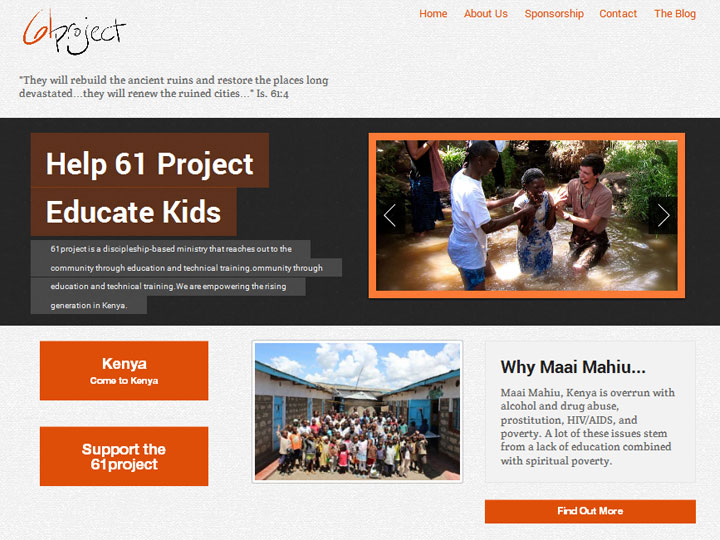 61project
Home About Us Sponsorship Contact The Blog
"They will rebuild the ancient ruins and restore the places long
devastated...they will renew the ruined cities..." Is. 61:4
Help 61 Project
Educate Kids
61project is a discipleship-based ministry that reaches out to the
community through education and technical training.ommunity through
education and technical training.We are empowering the rising
generation in Kenya.
Kenya
Come to Kenya
Support the
61project
Why Maai Mahiu...
Maai Mahiu, Kenya is overrun with
alcohol and drug abuse,
prostitution, HIV/AIDS, and
poverty. A lot of these issues stem
from a lack of education combined
with spiritual poverty.
Find Out More